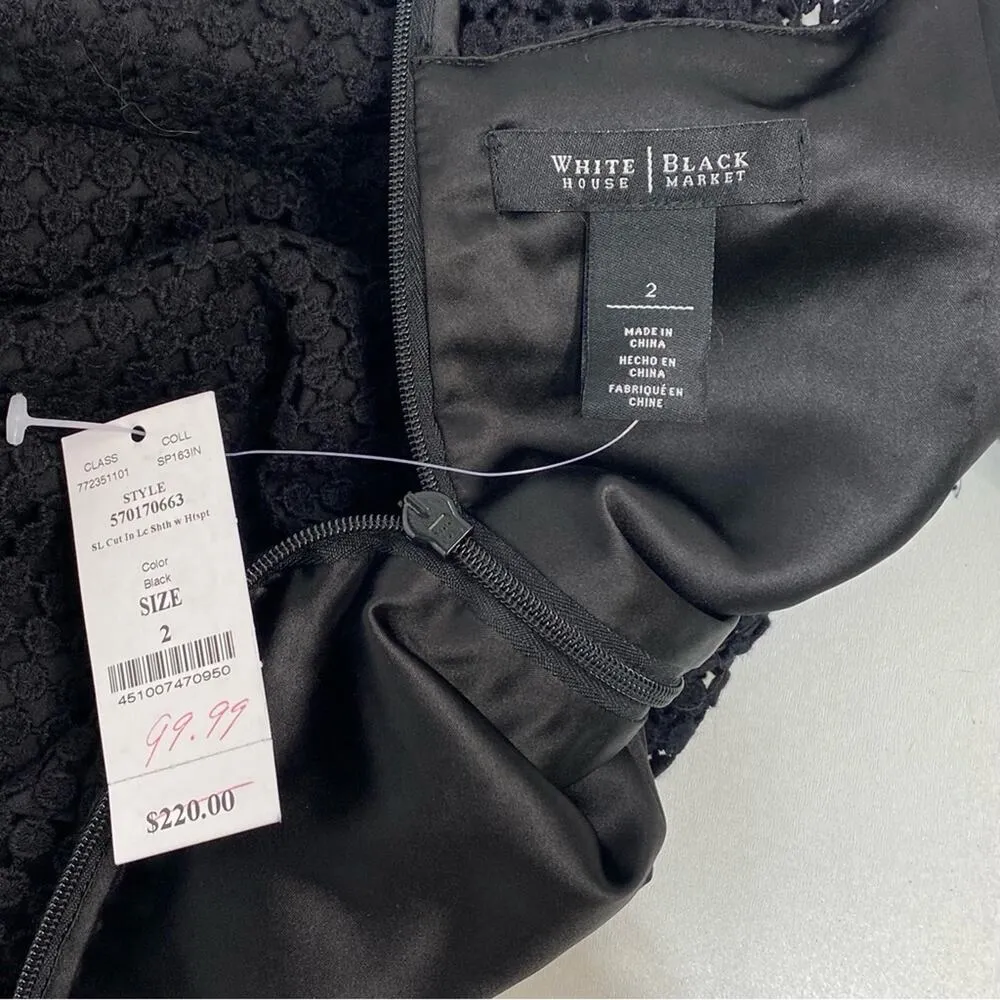 WHITE | BLACK
HOUSE | MARKET
2
MADE IN
CHINA
HECHO EN
CHINA
FABRIQUÉ EN
CHINE
CLASS COLL
772351101 SP163IN
STYLE
570170663
SL Cut In Lc Shth w Htspt
Color
Black
SIZE
2
451007470950
99.99
$220.00